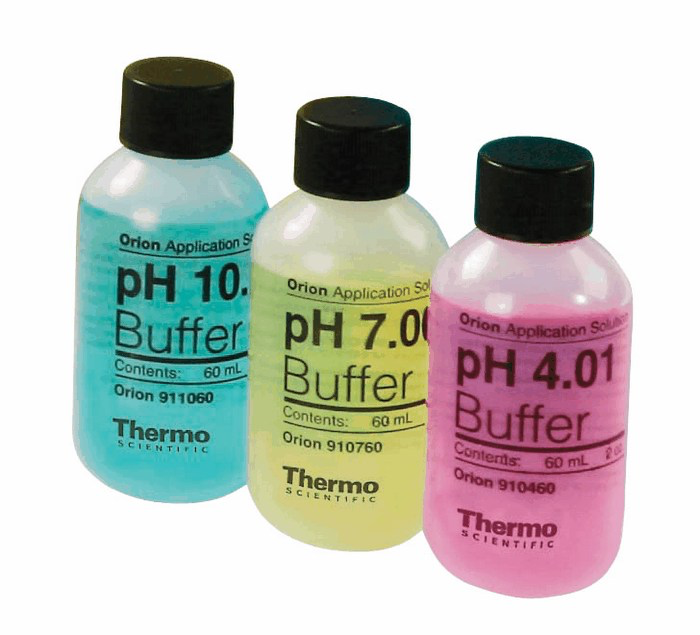 Orion Application
pH 10.
Buffer
Contents: 60 mL
Orion 911060
Thermo
SCIENTIFIC
Orion Application
pH 7.00
Buffer
Contents: 60 mL
Orion 910760
Thermo
SCIENTIFIC
Orion Application Solution
pH 4.01
Buffer
Contents: 60 mL 2 oz
Orion 910460
Thermo
SCIENTIFIC